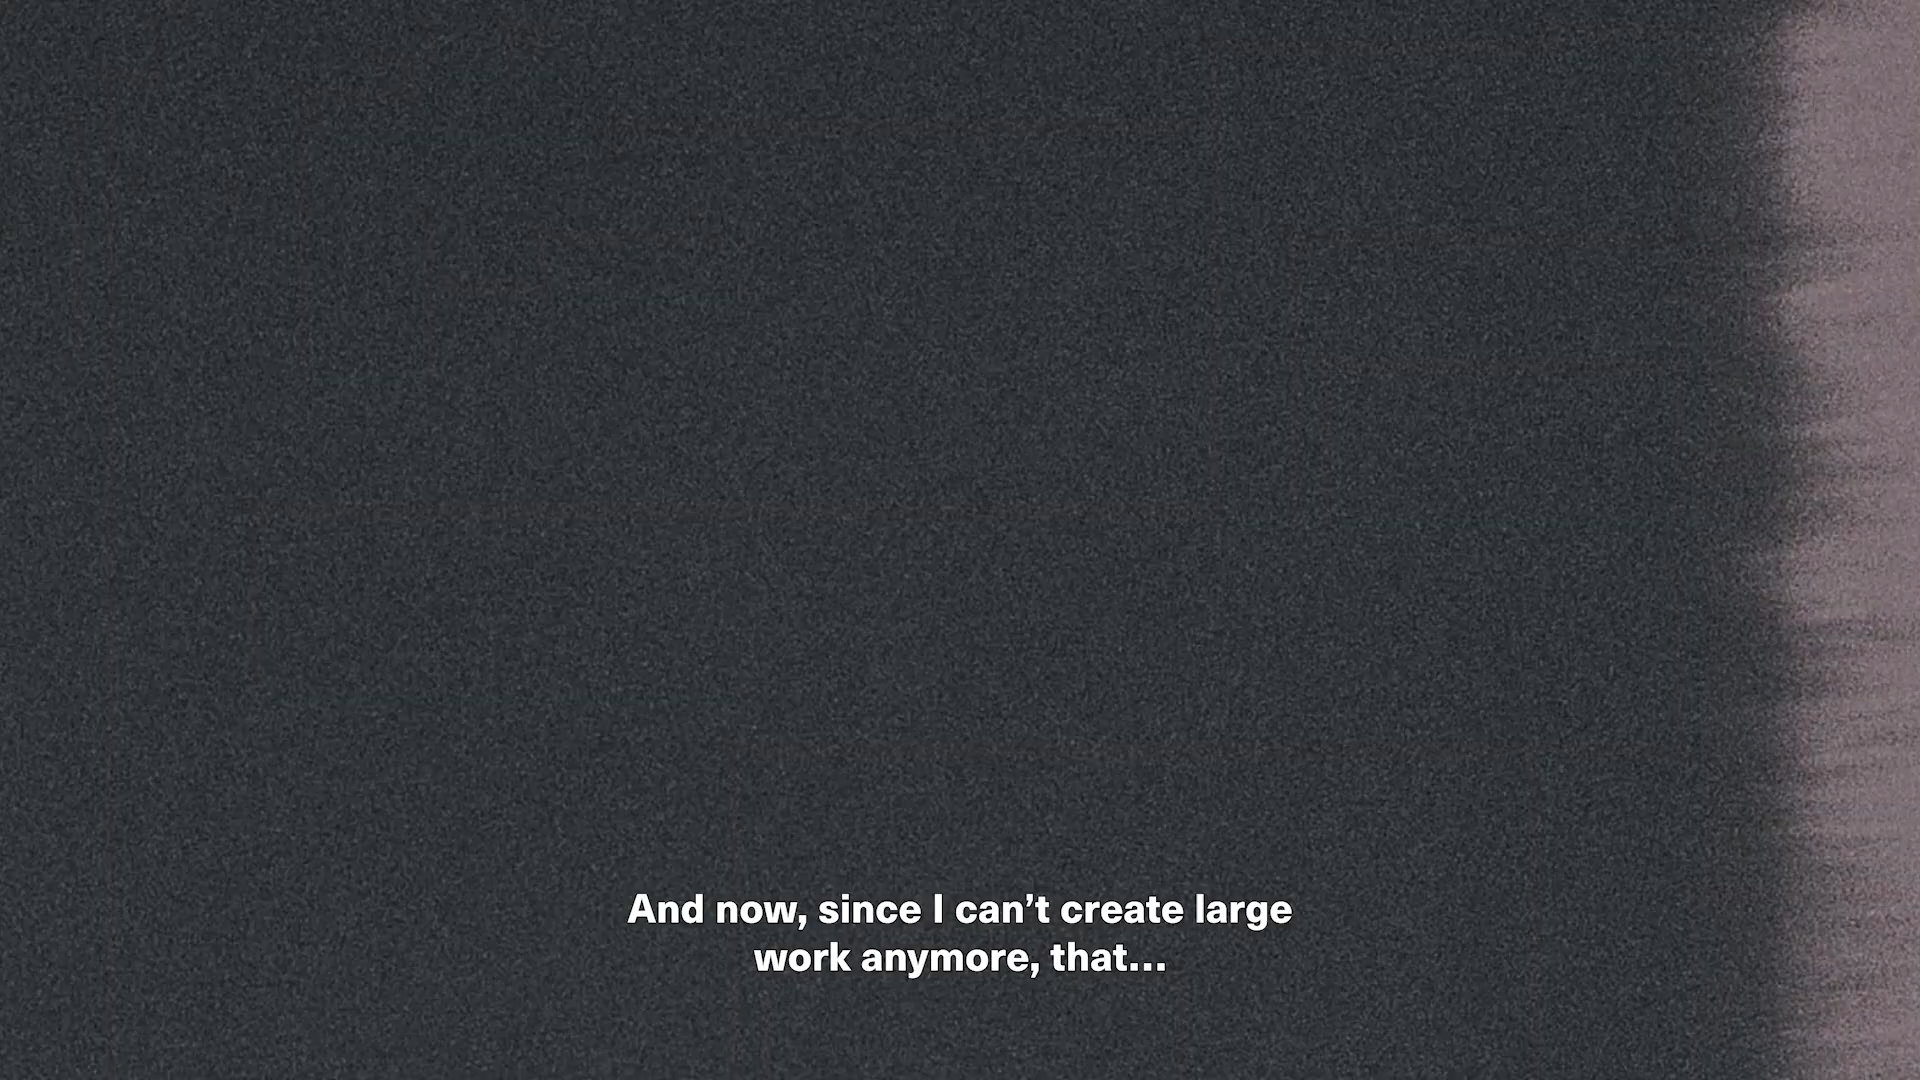 And now, since I can’t create large
work anymore, that…